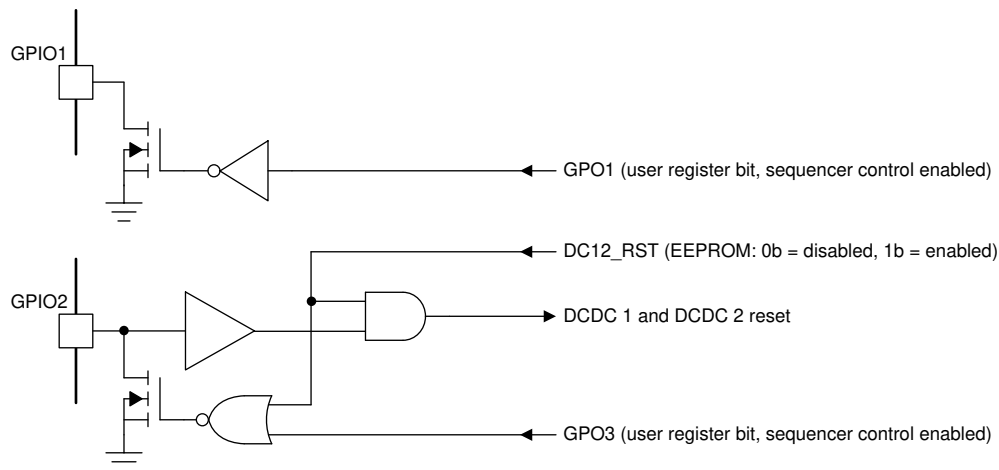 GPIO1
GPO1 (user register bit, sequencer control enabled)
DC12_RST (EEPROM: 0b = disabled, 1b = enabled)
GPIO2
DCDC 1 and DCDC 2 reset
GPO3 (user register bit, sequencer control enabled)